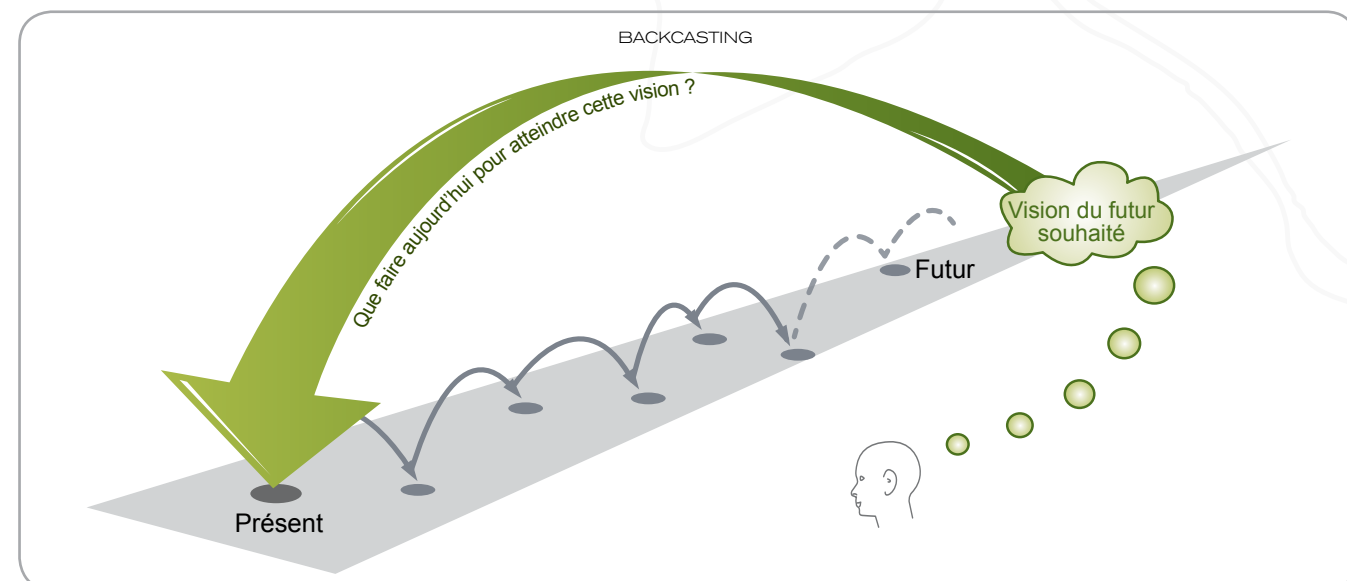 BACKCASTING
Que faire aujourd'hui pour atteindre cette vision ?
Vision du futur
souhaité
Futur
Présent